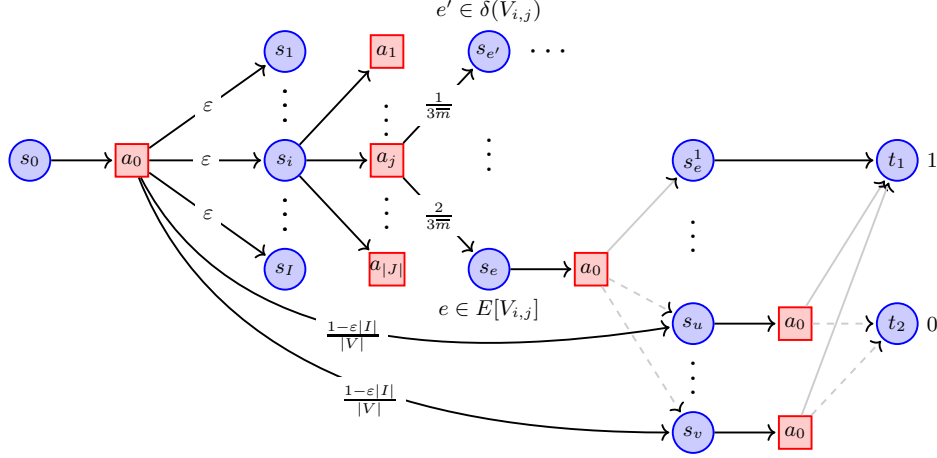 e' ∈ δ(V_{i,j})
s_1 a_1 s_{e'} ⋯
ε 1/(3m̅)
⋮ ⋮
s_0 a_0 ε s_i a_j ⋮ s_e^1 t_1 1
⋮ ⋮
ε 2/(3m̅) ⋮
s_I a_{|J|} s_e a_0
e ∈ E[V_{i,j}]
(1−ε|I|)/|V| s_u a_0 t_2 0
⋮
(1−ε|I|)/|V|
s_v a_0